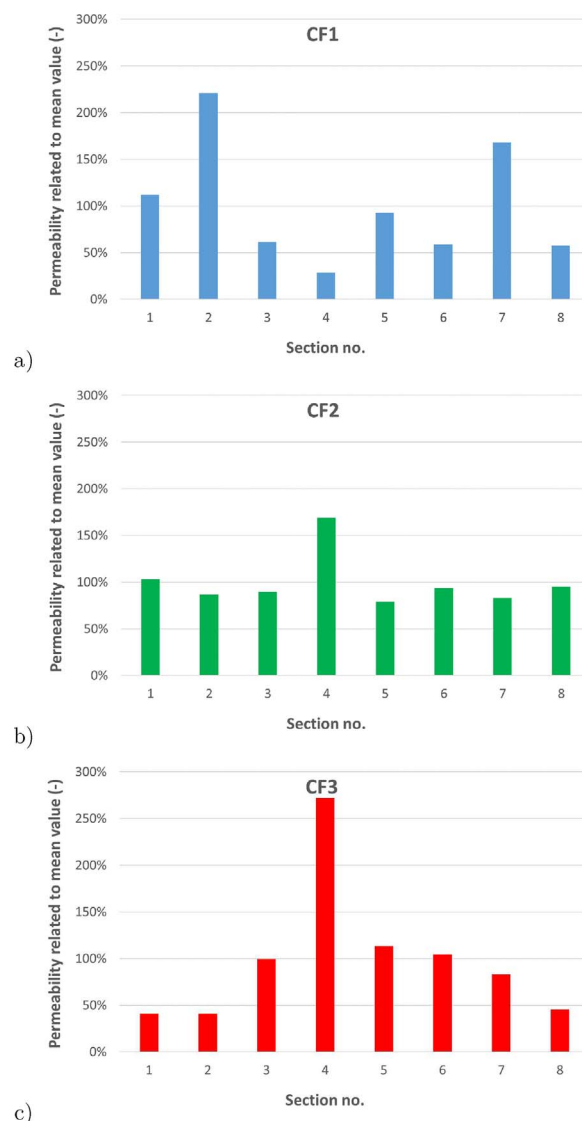 CF1
Permeability related to mean value (-)
300%
250%
200%
150%
100%
50%
0%
1 2 3 4 5 6 7 8
Section no.
a)
CF2
Permeability related to mean value (-)
300%
250%
200%
150%
100%
50%
0%
1 2 3 4 5 6 7 8
Section no.
b)
CF3
Permeability related to mean value (-)
300%
250%
200%
150%
100%
50%
0%
1 2 3 4 5 6 7 8
Section no.
c)